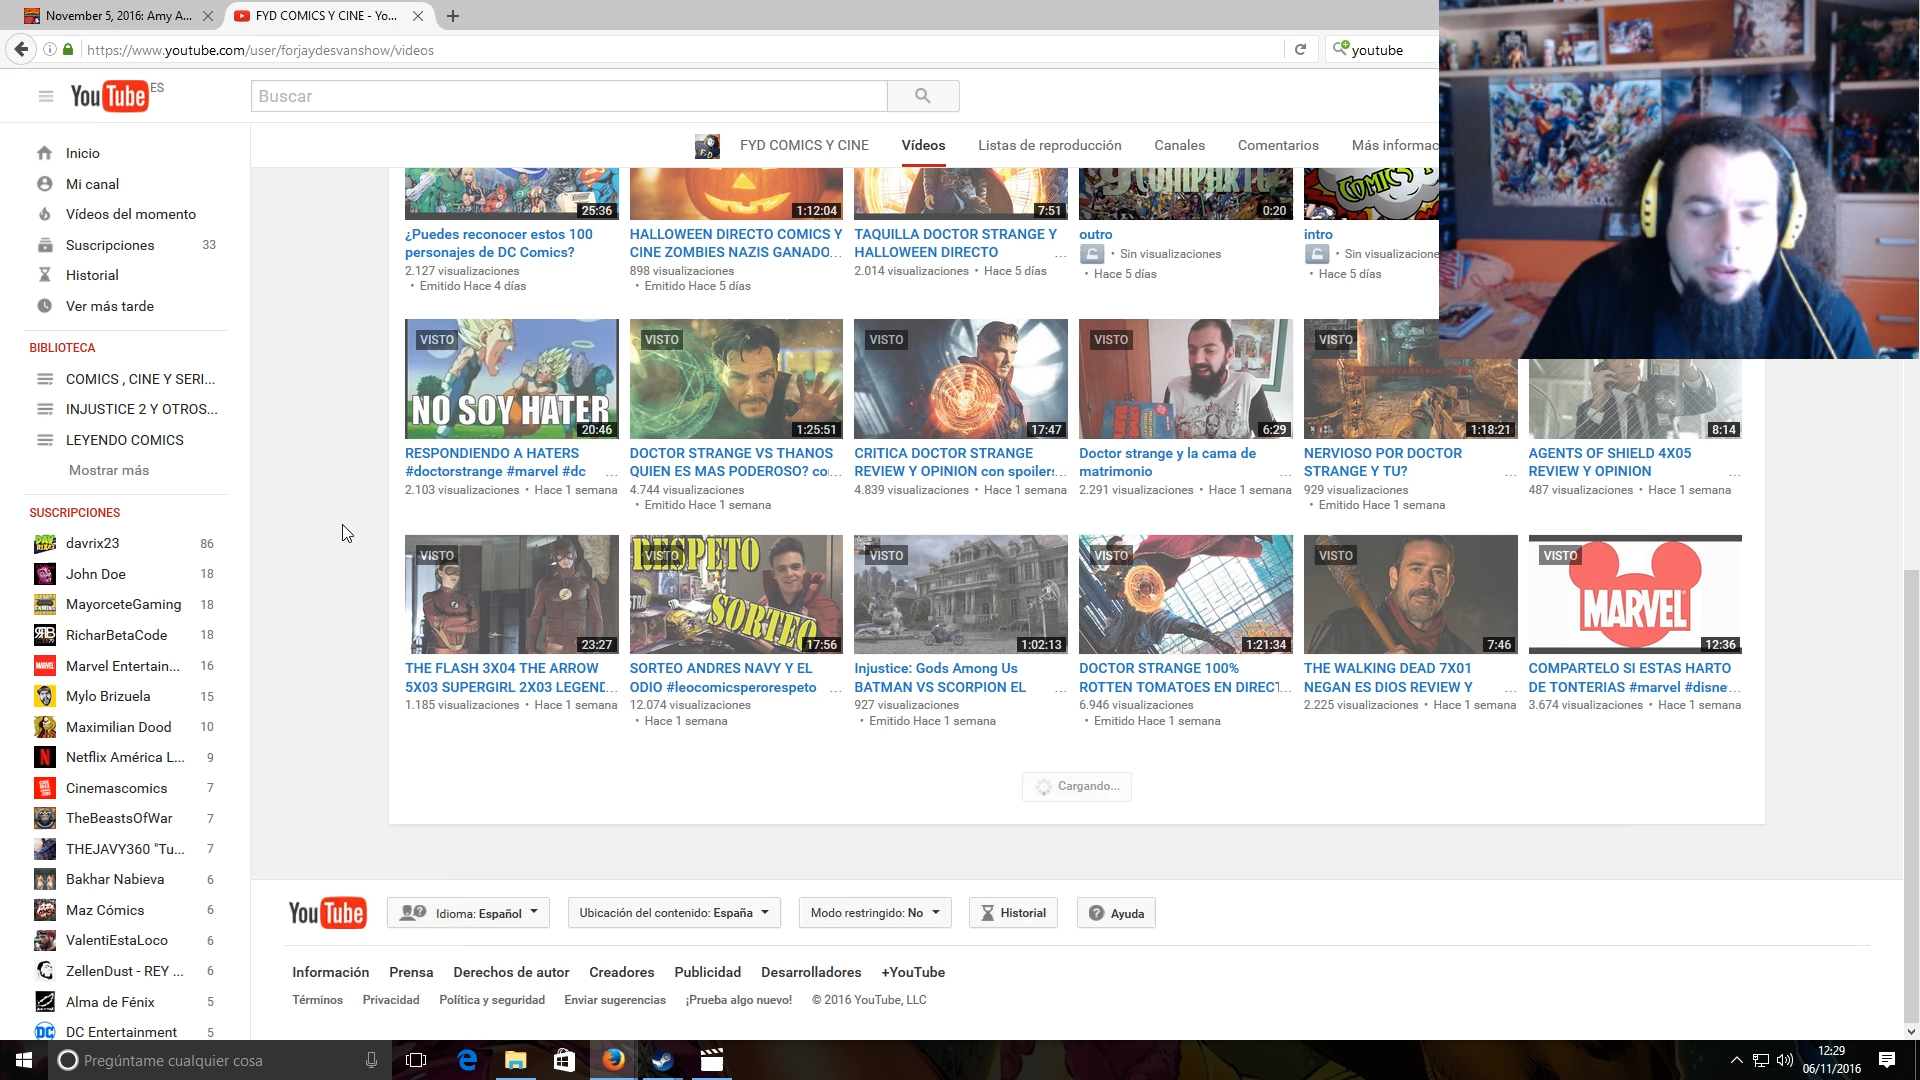 November 5, 2016: Amy A...
FYD COMICS Y CINE - Yo...
https://www.youtube.com/user/forjaydesvanshow/videos
youtube
YouTube ES
Buscar
FYD COMICS Y CINE
Vídeos
Listas de reproducción
Canales
Comentarios
Más informac
Inicio
Mi canal
Vídeos del momento
Suscripciones 33
Historial
Ver más tarde
BIBLIOTECA
COMICS , CINE Y SERI...
INJUSTICE 2 Y OTROS...
LEYENDO COMICS
Mostrar más
SUSCRIPCIONES
davrix23 86
John Doe 18
MayorceteGaming 18
RicharBetaCode 18
Marvel Entertain... 16
Mylo Brizuela 15
Maximilian Dood 10
Netflix América L... 9
Cinemascomics 7
TheBeastsOfWar 7
THEJAVY360 "Tu... 7
Bakhar Nabieva 6
Maz Cómics 6
ValentiEstaLoco 6
ZellenDust - REY ... 6
Alma de Fénix 5
DC Entertainment 5
25:36
¿Puedes reconocer estos 100
personajes de DC Comics?
2.127 visualizaciones
• Emitido Hace 4 días
1:12:04
HALLOWEEN DIRECTO COMICS Y
CINE ZOMBIES NAZIS GANADO...
898 visualizaciones
• Emitido Hace 5 días
7:51
TAQUILLA DOCTOR STRANGE Y
HALLOWEEN DIRECTO ...
2.014 visualizaciones • Hace 5 días
Y COMPARTE
0:20
outro
• Sin visualizaciones
• Hace 5 días
COMICS
intro
• Sin visualizacione
• Hace 5 días
VISTO
NO SOY HATER
20:46
RESPONDIENDO A HATERS
#doctorstrange #marvel #dc ...
2.103 visualizaciones • Hace 1 semana
VISTO
1:25:51
DOCTOR STRANGE VS THANOS
QUIEN ES MAS PODEROSO? co...
4.744 visualizaciones
• Emitido Hace 1 semana
VISTO
17:47
CRITICA DOCTOR STRANGE
REVIEW Y OPINION con spoilers...
4.839 visualizaciones • Hace 1 semana
VISTO
6:29
Doctor strange y la cama de
matrimonio ...
2.291 visualizaciones • Hace 1 semana
VISTO
1:18:21
NERVIOSO POR DOCTOR
STRANGE Y TU? ...
929 visualizaciones
• Emitido Hace 1 semana
8:14
AGENTS OF SHIELD 4X05
REVIEW Y OPINION ...
487 visualizaciones • Hace 1 semana
VISTO
23:27
THE FLASH 3X04 THE ARROW
5X03 SUPERGIRL 2X03 LEGEND...
1.185 visualizaciones • Hace 1 semana
VISTO
RESPETO
SORTEO
17:56
SORTEO ANDRES NAVY Y EL
ODIO #leocomicsperorespeto ...
12.074 visualizaciones
• Hace 1 semana
VISTO
1:02:13
Injustice: Gods Among Us
BATMAN VS SCORPION EL ...
927 visualizaciones
• Emitido Hace 1 semana
VISTO
1:21:34
DOCTOR STRANGE 100%
ROTTEN TOMATOES EN DIRECT...
6.946 visualizaciones
• Emitido Hace 1 semana
VISTO
7:46
THE WALKING DEAD 7X01
NEGAN ES DIOS REVIEW Y ...
2.225 visualizaciones • Hace 1 semana
VISTO
MARVEL
12:36
COMPARTELO SI ESTAS HARTO
DE TONTERIAS #marvel #disne...
3.674 visualizaciones • Hace 1 semana
Cargando...
YouTube
Idioma: Español
Ubicación del contenido: España
Modo restringido: No
Historial
Ayuda
Información Prensa Derechos de autor Creadores Publicidad Desarrolladores +YouTube
Términos Privacidad Política y seguridad Enviar sugerencias ¡Prueba algo nuevo! © 2016 YouTube, LLC
Pregúntame cualquier cosa
12:29
06/11/2016